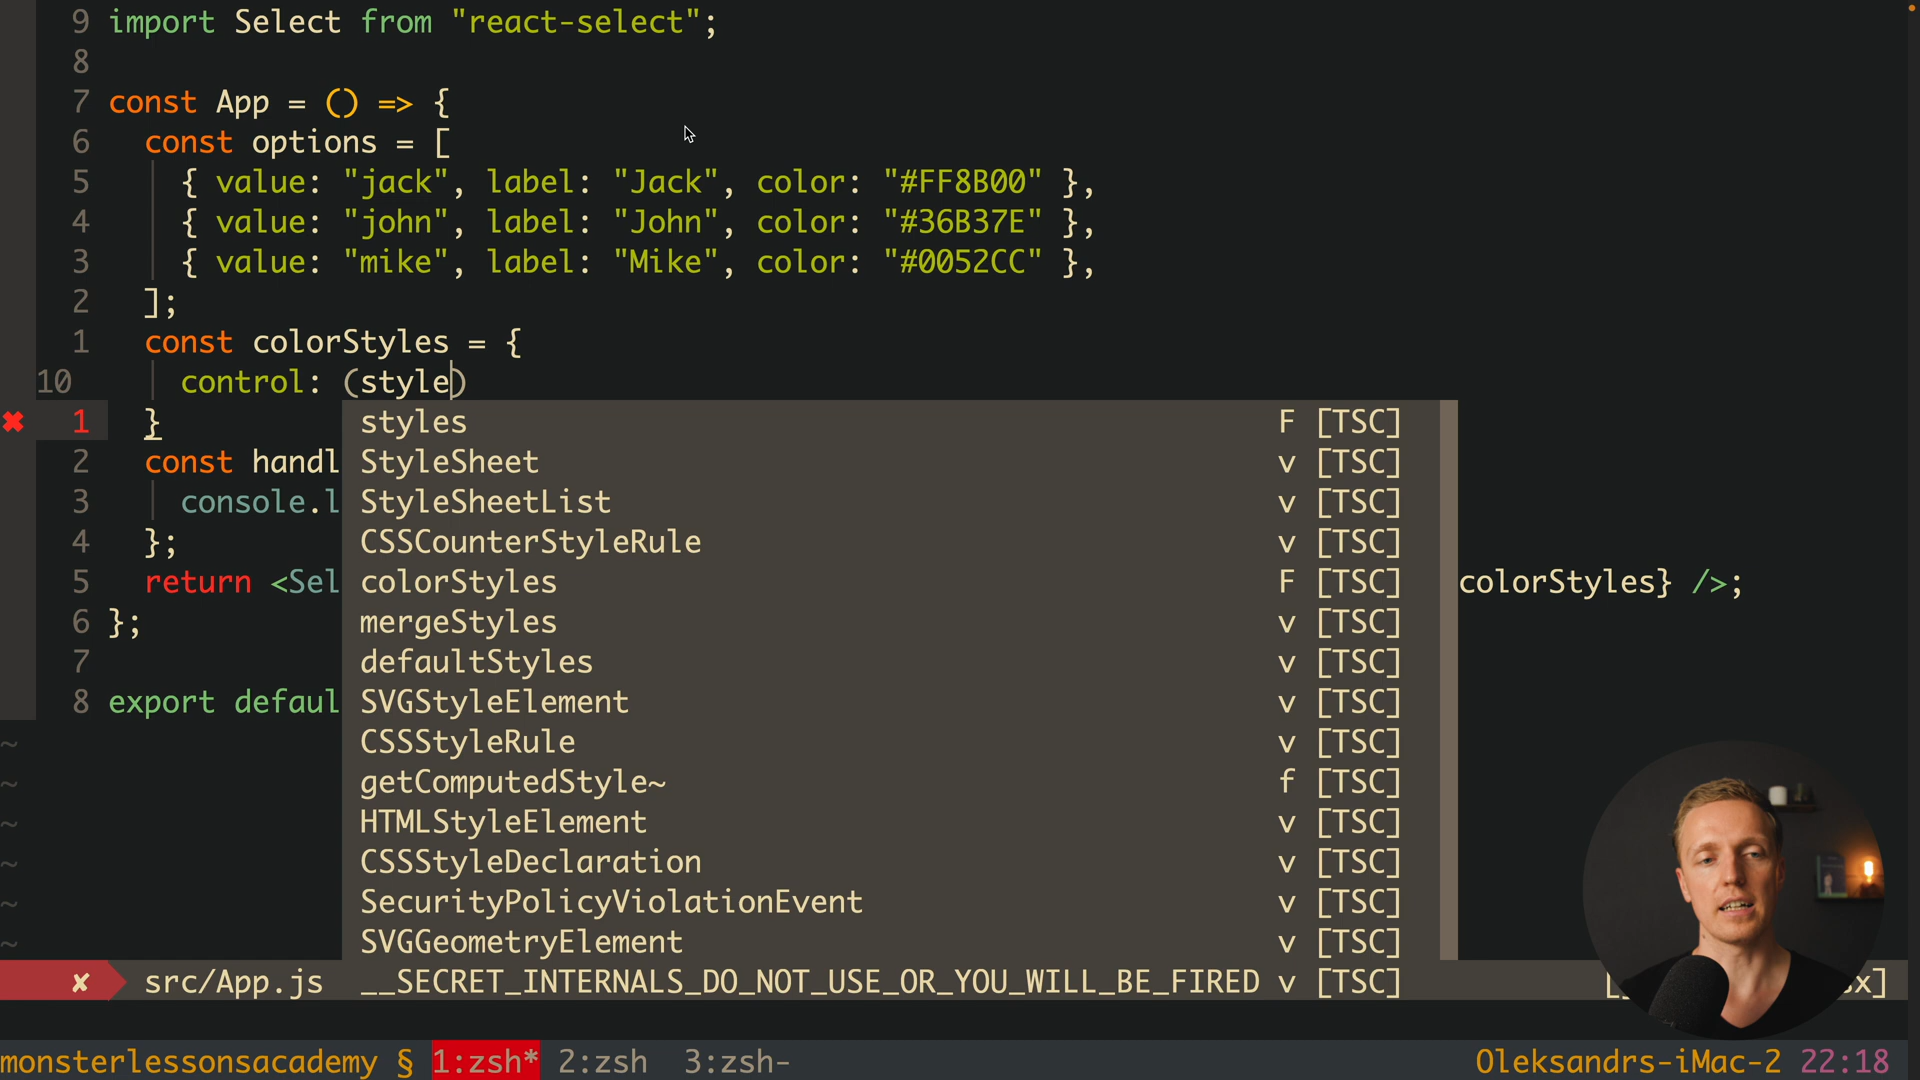 9 import Select from "react-select";
8
7 const App = () => {
6 const options = [
5 { value: "jack", label: "Jack", color: "#FF8B00" },
4 { value: "john", label: "John", color: "#36B37E" },
3 { value: "mike", label: "Mike", color: "#0052CC" },
2 ];
1 const colorStyles = {
10 control: (style)
✖ 1 }
styles F [TSC]
2 const handl
StyleSheet v [TSC]
3 console.l
StyleSheetList v [TSC]
4 };
CSSCounterStyleRule v [TSC]
5 return <Sel
colorStyles F [TSC]
colorStyles} />;
6 };
mergeStyles v [TSC]
7
defaultStyles v [TSC]
8 export defaul
SVGStyleElement v [TSC]
~
CSSStyleRule v [TSC]
~
getComputedStyle~ f [TSC]
~
HTMLStyleElement v [TSC]
~
CSSStyleDeclaration v [TSC]
~
SecurityPolicyViolationEvent v [TSC]
~
SVGGeometryElement v [TSC]
✘ src/App.js
__SECRET_INTERNALS_DO_NOT_USE_OR_YOU_WILL_BE_FIRED v [TSC]
monsterlessonsacademy § 1:zsh* 2:zsh 3:zsh-
Oleksandrs-iMac-2 22:18